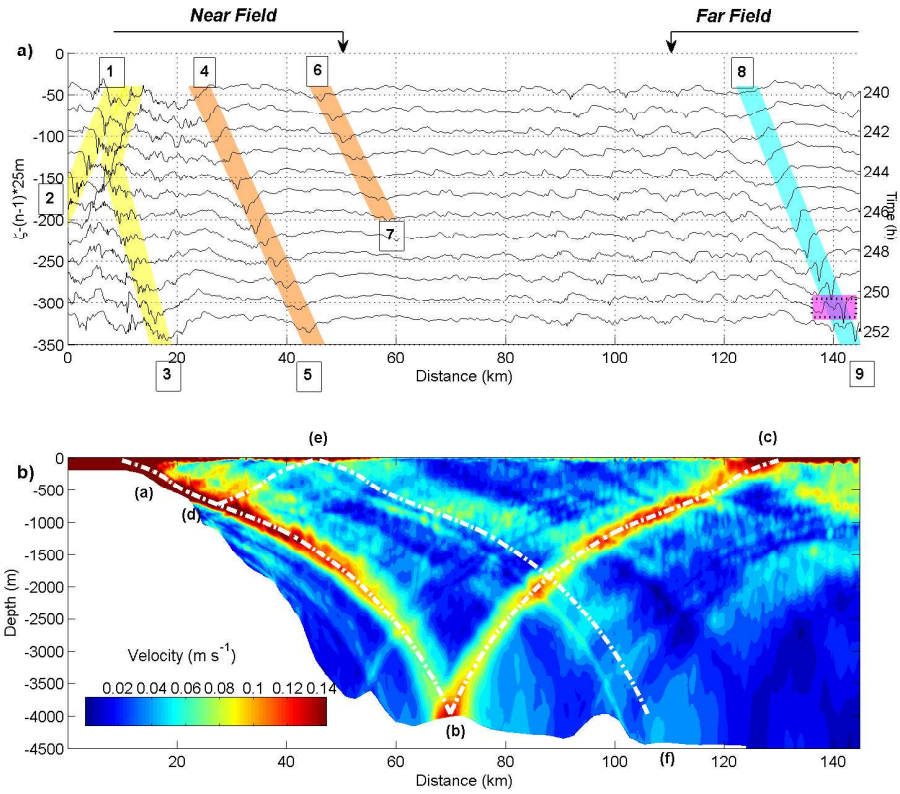 Near Field Far Field
a)
0
-50
-100
-150
-200
-250
-300
-350
ζ-(n-1)*25m
1 4 6 8
2
7
3 5 9
240
242
244
246
248
250
252
Time (h)
0 20 40 60 80 100 120 140
Distance (km)
b)
(e) (c)
(a)
(d)
(b)
(f)
0
-500
-1000
-1500
-2000
-2500
-3000
-3500
-4000
-4500
Depth (m)
Velocity (m s⁻¹)
0.02 0.04 0.06 0.08 0.1 0.12 0.14
20 40 60 80 100 120 140
Distance (km)